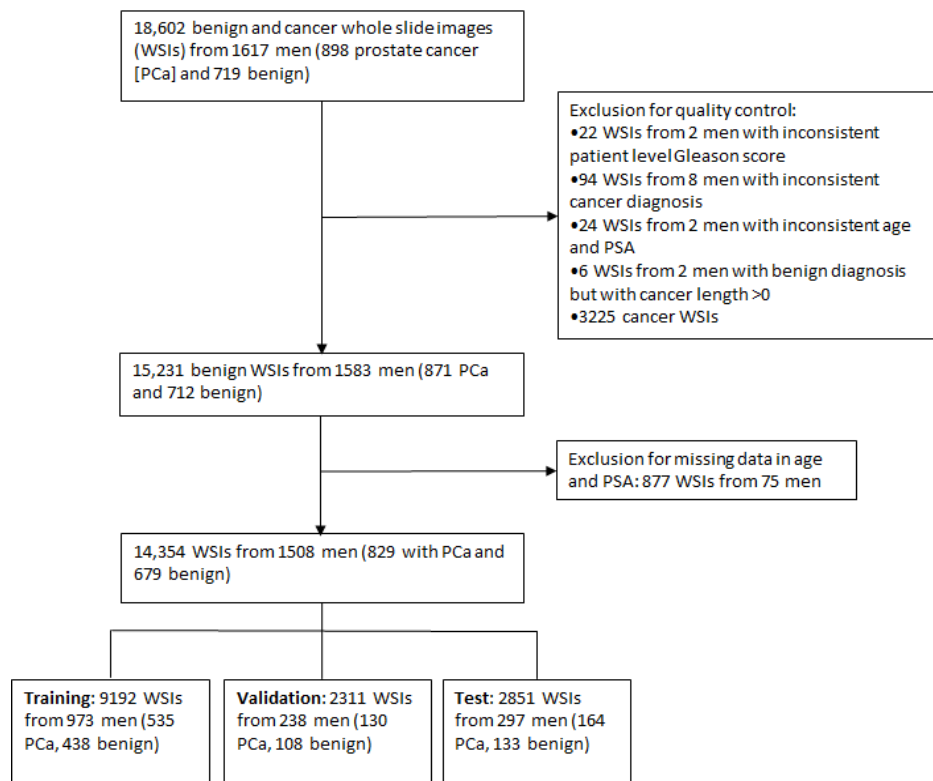 18,602 benign and cancer whole slide images
(WSIs) from 1617 men (898 prostate cancer
[PCa] and 719 benign)
Exclusion for quality control:
•22 WSIs from 2 men with inconsistent
patient level Gleason score
•94 WSIs from 8 men with inconsistent
cancer diagnosis
•24 WSIs from 2 men with inconsistent age
and PSA
•6 WSIs from 2 men with benign diagnosis
but with cancer length >0
•3225 cancer WSIs
15,231 benign WSIs from 1583 men (871 PCa
and 712 benign)
Exclusion for missing data in age
and PSA: 877 WSIs from 75 men
14,354 WSIs from 1508 men (829 with PCa and
679 benign)
Training: 9192 WSIs
from 973 men (535
PCa, 438 benign)
Validation: 2311 WSIs
from 238 men (130
PCa, 108 benign)
Test: 2851 WSIs
from 297 men (164
PCa, 133 benign)